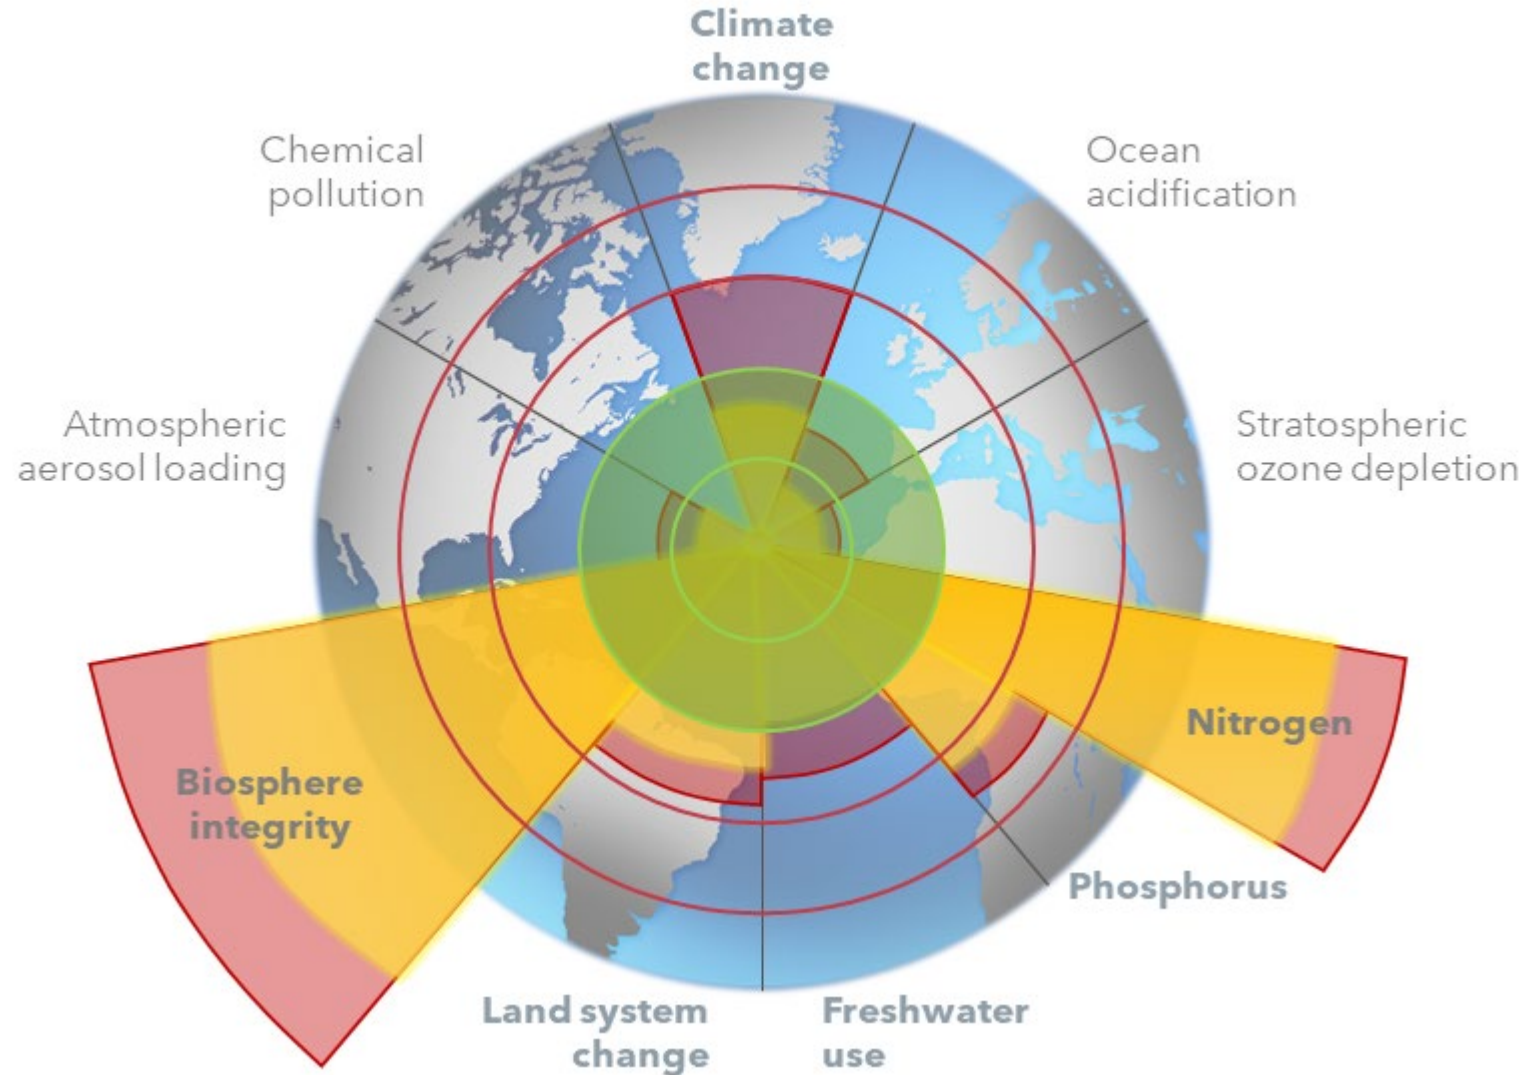 Climate
change
Chemical
pollution
Ocean
acidification
Atmospheric
aerosol loading
Stratospheric
ozone depletion
Nitrogen
Biosphere
integrity
Phosphorus
Land system
change
Freshwater
use